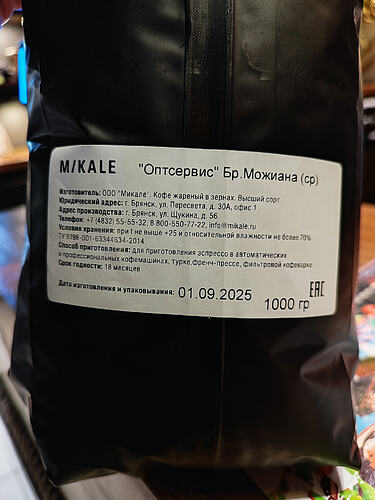 M/KALE "Оптсервис" Бр.Можиана (ср)
Изготовитель: ООО "Микале". Кофе жареный в зернах. Высший сорт
Юридический адрес: г. Брянск, ул. Пересвета, д. 30А, офис 1
Адрес производства: г. Брянск, ул. Щукина, д. 56
Телефон: +7 (4832) 55-55-32, 8 800-550-77-22, info@mikale.ru
Условия хранения: при t не выше +25 и относительной влажности не более 70%
ТУ 9198-001-63344534-2014
Способ приготовления: для приготовления эспрессо в автоматических
и профессиональных кофемашинах, турке,френч-прессе, фильтровой кофеварке
Срок годности: 18 месяцев
Дата изготовления и упаковывания: 01.09.2025 1000 гр
ЕАС